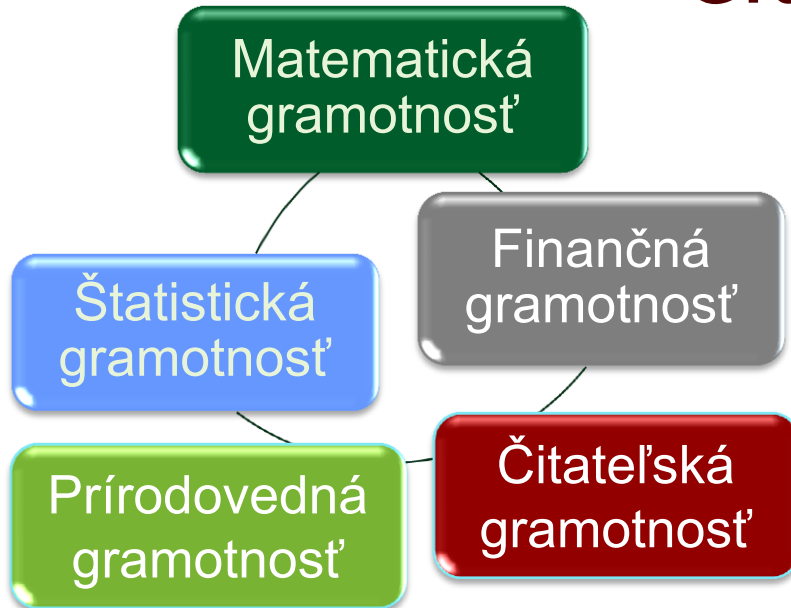 Matematická
gramotnosť
Finančná
gramotnosť
Štatistická
gramotnosť
Čitateľská
gramotnosť
Prírodovedná
gramotnosť